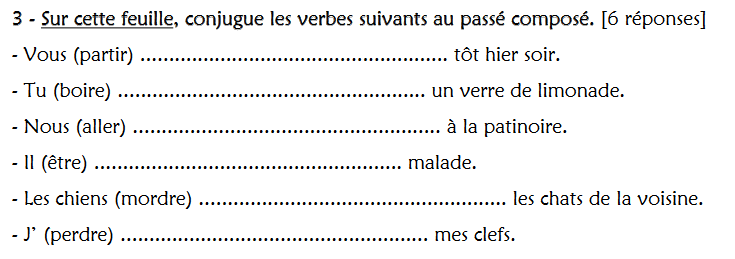 3 - Sur cette feuille, conjugue les verbes suivants au passé composé. [6 réponses]
- Vous (partir) ...................................................... tôt hier soir.
- Tu (boire) ...................................................... un verre de limonade.
- Nous (aller) ...................................................... à la patinoire.
- Il (être) ...................................................... malade.
- Les chiens (mordre) ...................................................... les chats de la voisine.
- J’ (perdre) ...................................................... mes clefs.